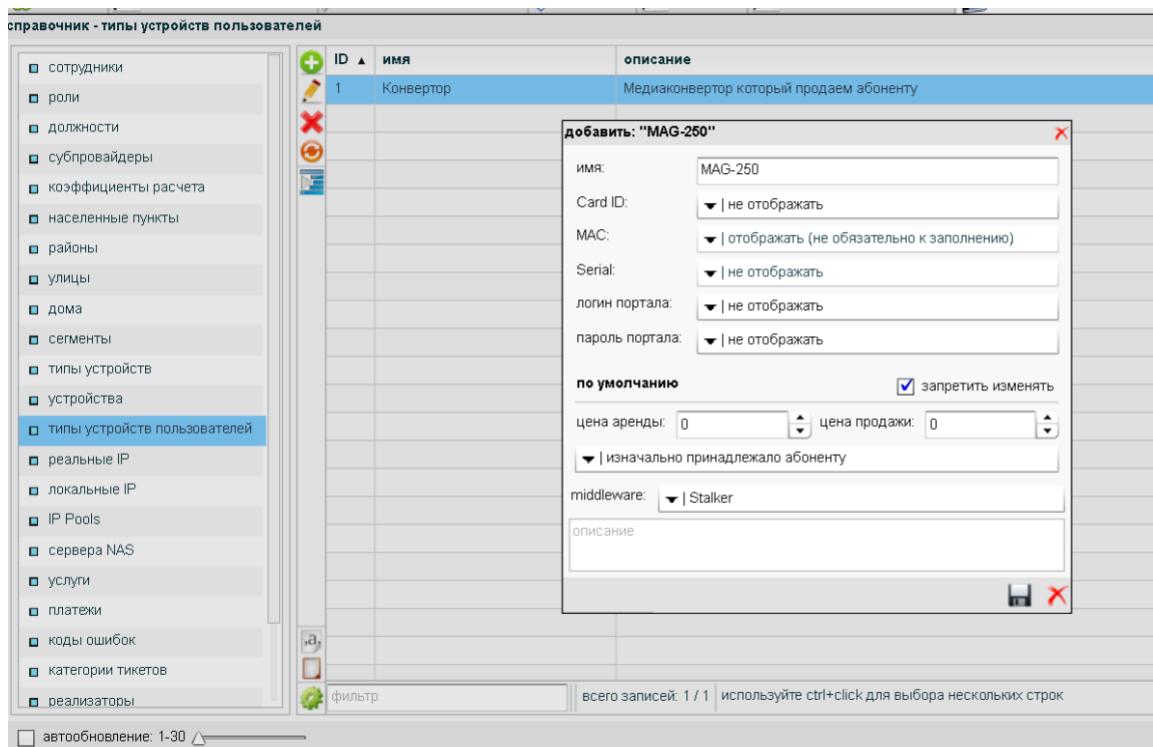 справочник - типы устройств пользователей
сотрудники
роли
должности
субпровайдеры
коэффициенты расчета
населенные пункты
районы
улицы
дома
сегменты
типы устройств
устройства
типы устройств пользователей
реальные IP
локальные IP
IP Pools
сервера NAS
услуги
платежи
коды ошибок
категории тикетов
реализаторы
ID ▲ имя описание
1 Конвертор Медиаконвертор который продаем абоненту
добавить: "MAG-250"
имя: MAG-250
Card ID: | не отображать
MAC: | отображать (не обязательно к заполнению)
Serial: | не отображать
логин портала: | не отображать
пароль портала: | не отображать
по умолчанию запретить изменять
цена аренды: 0 цена продажи: 0
| изначально принадлежало абоненту
middleware: | Stalker
описание
,a,
фильтр всего записей: 1 / 1 используйте ctrl+click для выбора нескольких строк
автообновление: 1-30